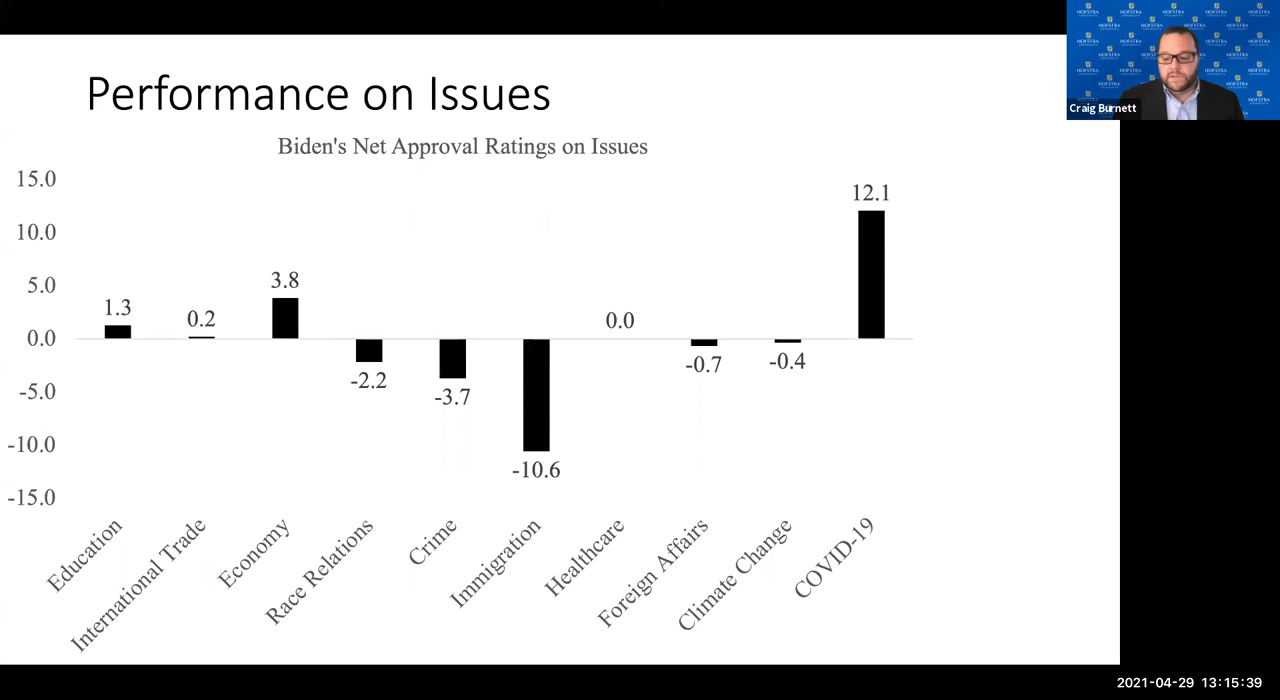 Performance on Issues
Biden's Net Approval Ratings on Issues
15.0
10.0
5.0
0.0
-5.0
-10.0
-15.0
1.3
0.2
3.8
-2.2
-3.7
-10.6
0.0
-0.7
-0.4
12.1
Education
International Trade
Economy
Race Relations
Crime
Immigration
Healthcare
Foreign Affairs
Climate Change
COVID-19
HOFSTRA
Craig Burnett
2021-04-29 13:15:39